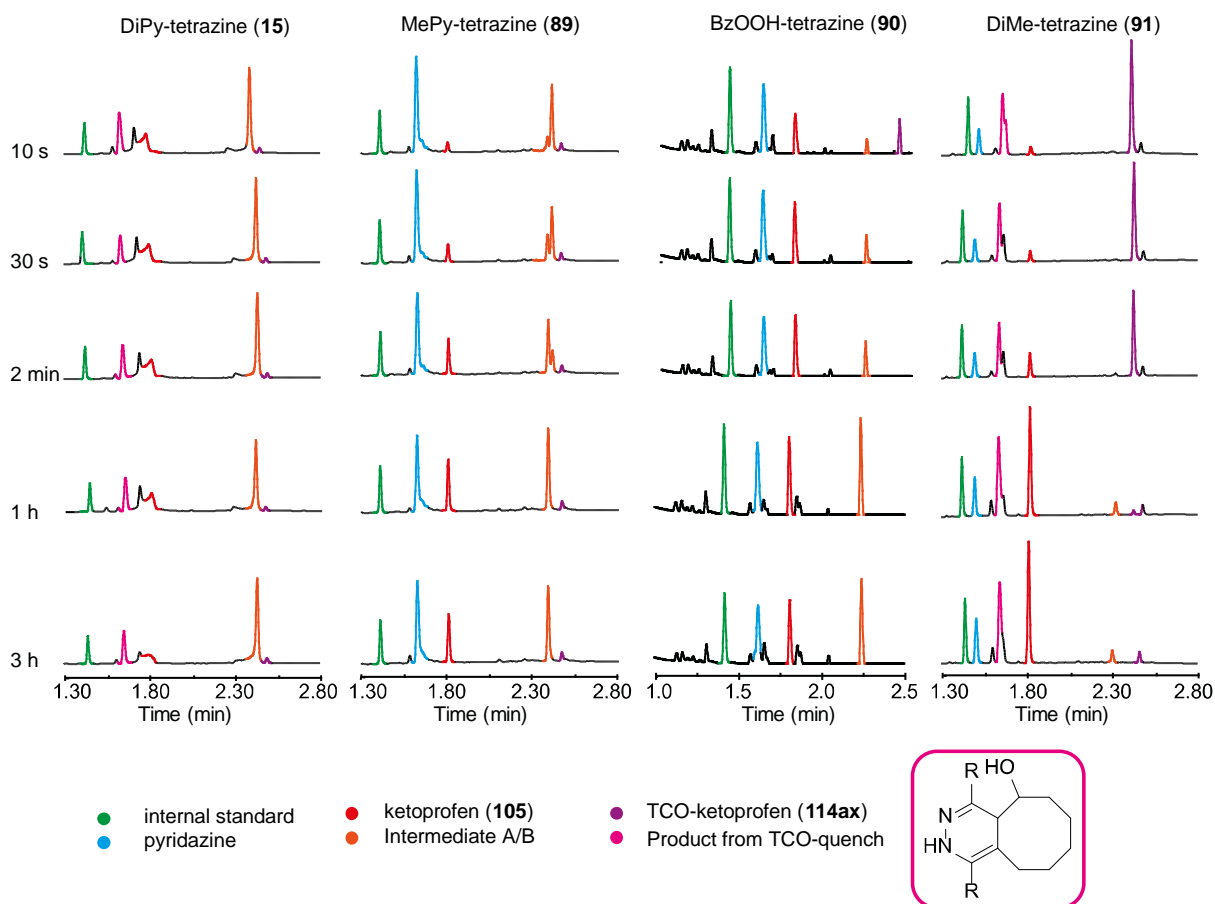 DiPy-tetrazine (15) MePy-tetrazine (89) BzOOH-tetrazine (90) DiMe-tetrazine (91)
10 s
30 s
2 min
1 h
3 h
1.30 1.80 2.30 2.80 1.30 1.80 2.30 2.80 1.0 1.5 2.0 2.5 1.30 1.80 2.30 2.80
Time (min) Time (min) Time (min) Time (min)
internal standard ketoprofen (105) TCO-ketoprofen (114ax)
pyridazine Intermediate A/B Product from TCO-quench
R HO
N
HN
R